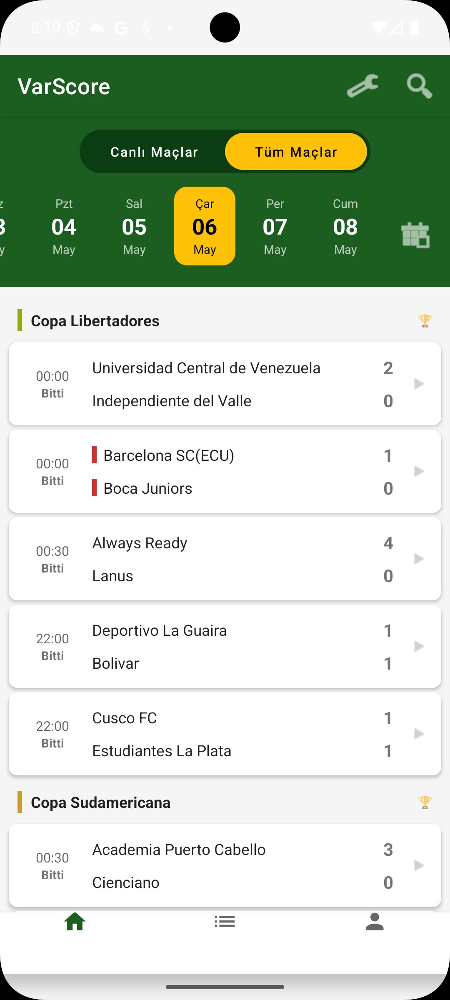 8:19
VarScore
Canlı Maçlar
Tüm Maçlar
z
3
y
Pzt
04
May
Sal
05
May
Çar
06
May
Per
07
May
Cum
08
May
Copa Libertadores
00:00
Bitti
Universidad Central de Venezuela 2
Independiente del Valle 0
00:00
Bitti
Barcelona SC(ECU) 1
Boca Juniors 0
00:30
Bitti
Always Ready 4
Lanus 0
22:00
Bitti
Deportivo La Guaira 1
Bolivar 1
22:00
Bitti
Cusco FC 1
Estudiantes La Plata 1
Copa Sudamericana
00:30
Bitti
Academia Puerto Cabello 3
Cienciano 0